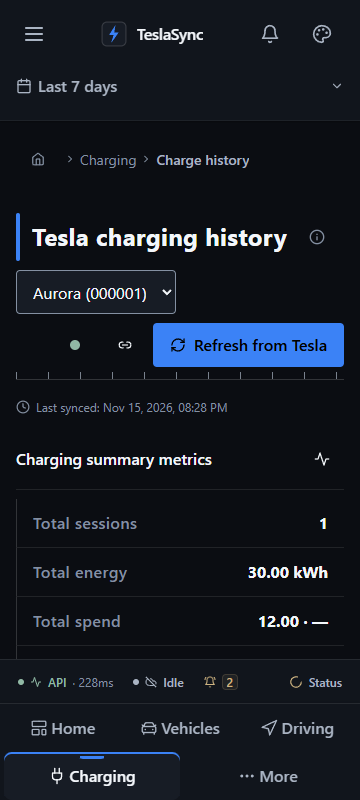 TeslaSync
Last 7 days
Charging Charge history
Tesla charging history
Aurora (000001)
Refresh from Tesla
Last synced: Nov 15, 2026, 08:28 PM
Charging summary metrics
Total sessions 1
Total energy 30.00 kWh
Total spend 12.00 · —
API · 228ms Idle 2 Status
Home Vehicles Driving
Charging ··· More